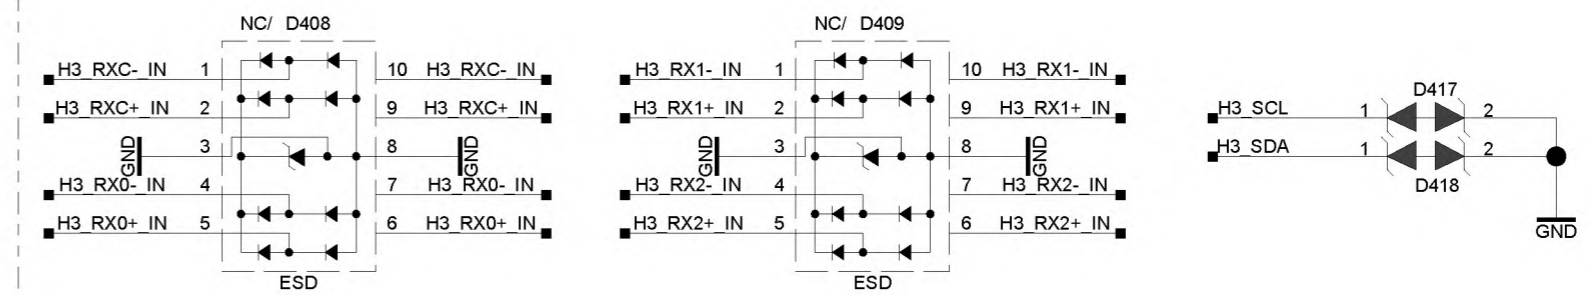 NC/ D408
H3_RXC-_IN 1 10 H3_RXC-_IN
H3_RXC+_IN 2 9 H3_RXC+_IN
GND 3 8 GND
H3_RX0-_IN 4 7 H3_RX0-_IN
H3_RX0+_IN 5 6 H3_RX0+_IN
ESD
NC/ D409
H3_RX1-_IN 1 10 H3_RX1-_IN
H3_RX1+_IN 2 9 H3_RX1+_IN
GND 3 8 GND
H3_RX2-_IN 4 7 H3_RX2-_IN
H3_RX2+_IN 5 6 H3_RX2+_IN
ESD
D417
H3_SCL 1 2
H3_SDA 1 2
D418
GND